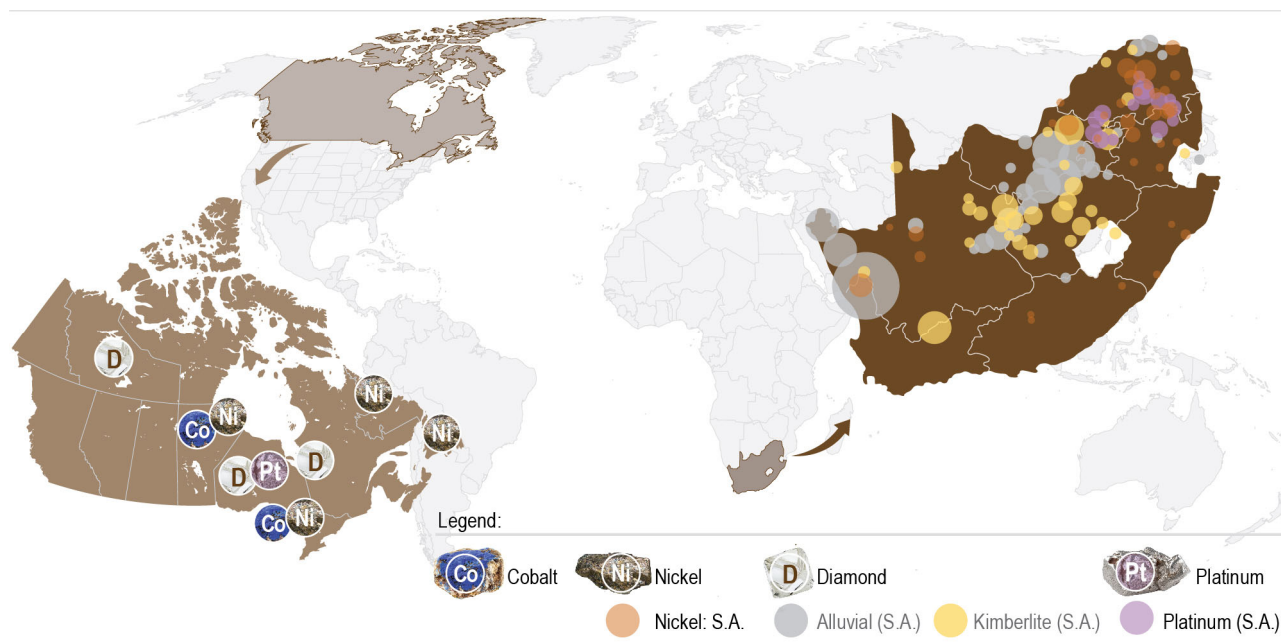 D
Ni
Co
Ni
Ni
D
Pt
D
Co
Ni
Legend:
Co Cobalt
Ni Nickel
D Diamond
Pt Platinum
Nickel: S.A.
Alluvial (S.A.)
Kimberlite (S.A.)
Platinum (S.A.)